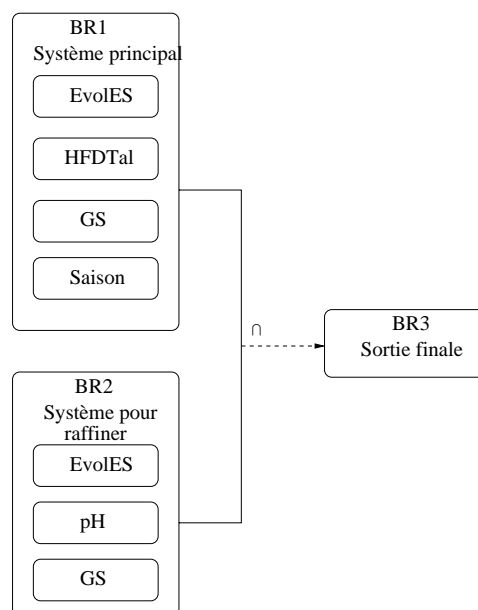 BR1
Système principal
EvolES
HFDTal
GS
Saison
∩
BR3
Sortie finale
BR2
Système pour
raffiner
EvolES
pH
GS